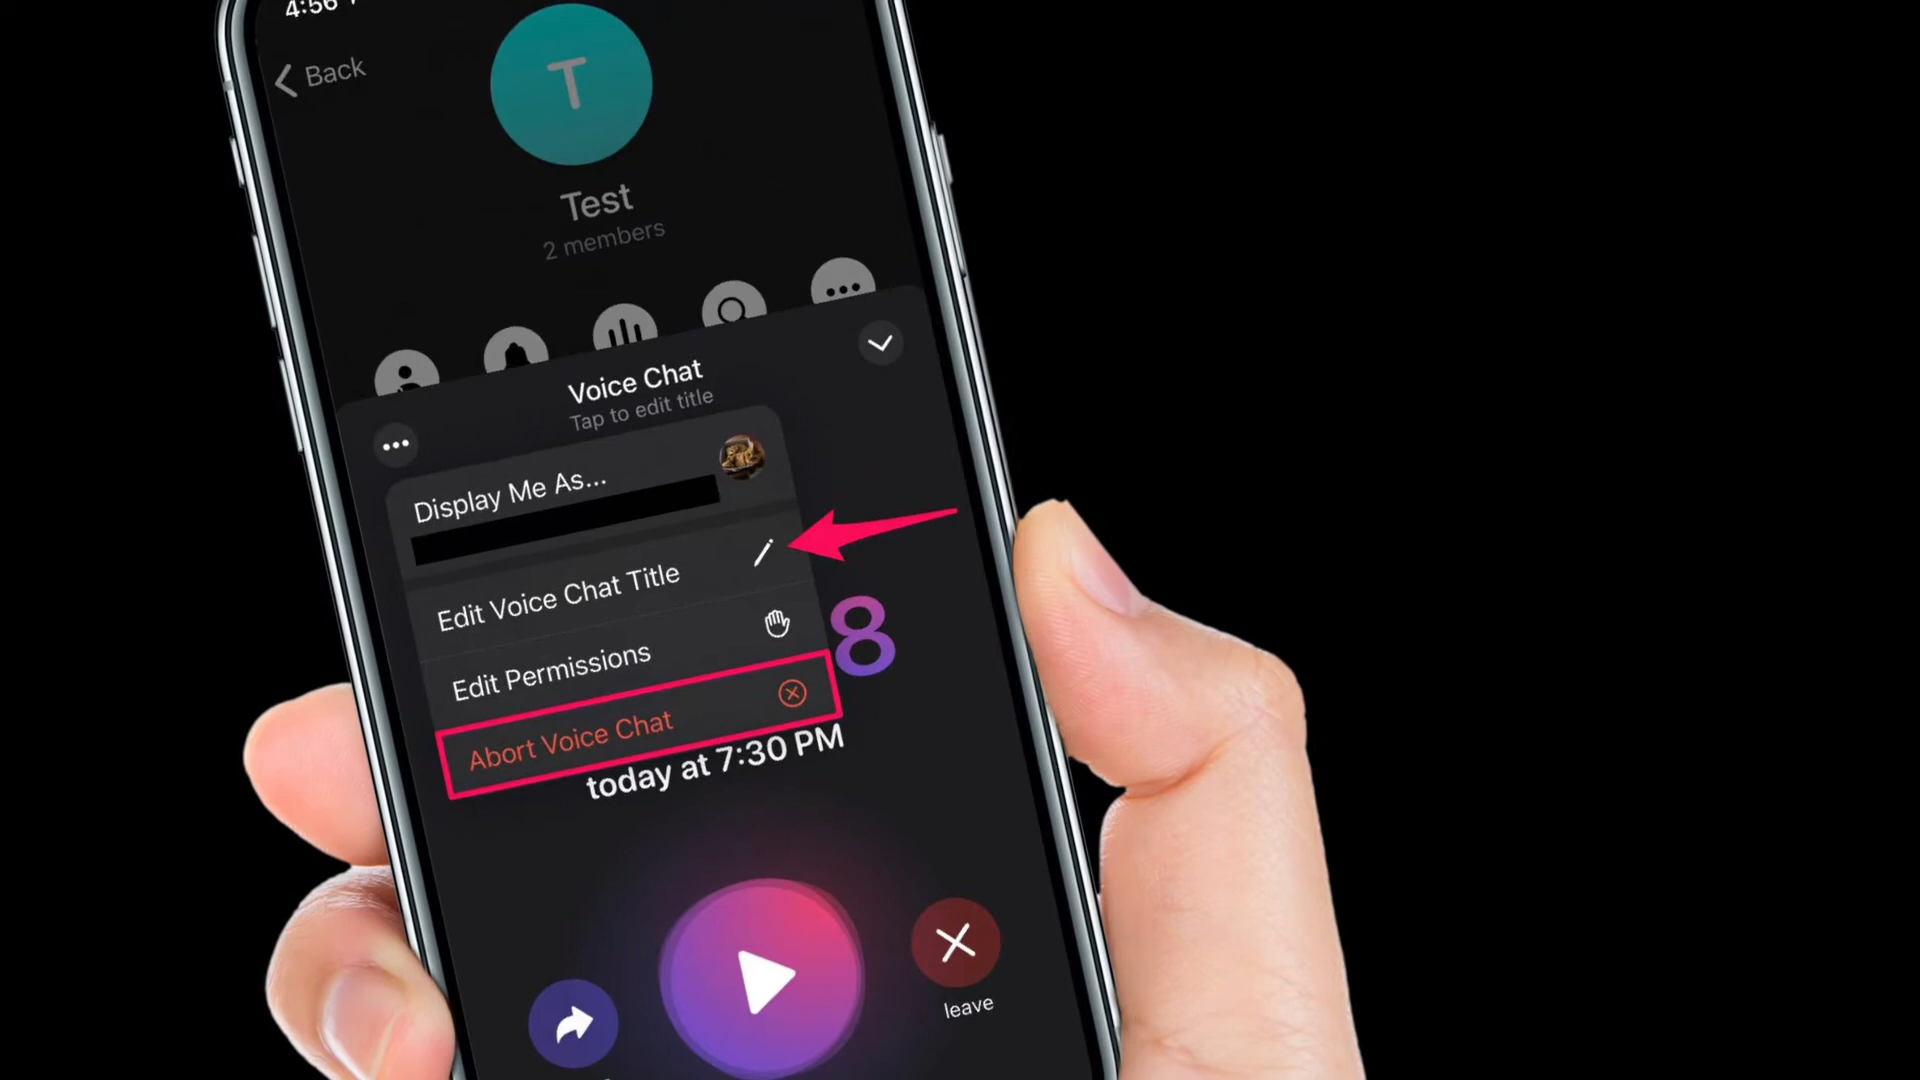 4:56
Back
T
Test
2 members
Voice Chat
Tap to edit title
Display Me As...
Edit Voice Chat Title
Edit Permissions
8
Abort Voice Chat
today at 7:30 PM
leave